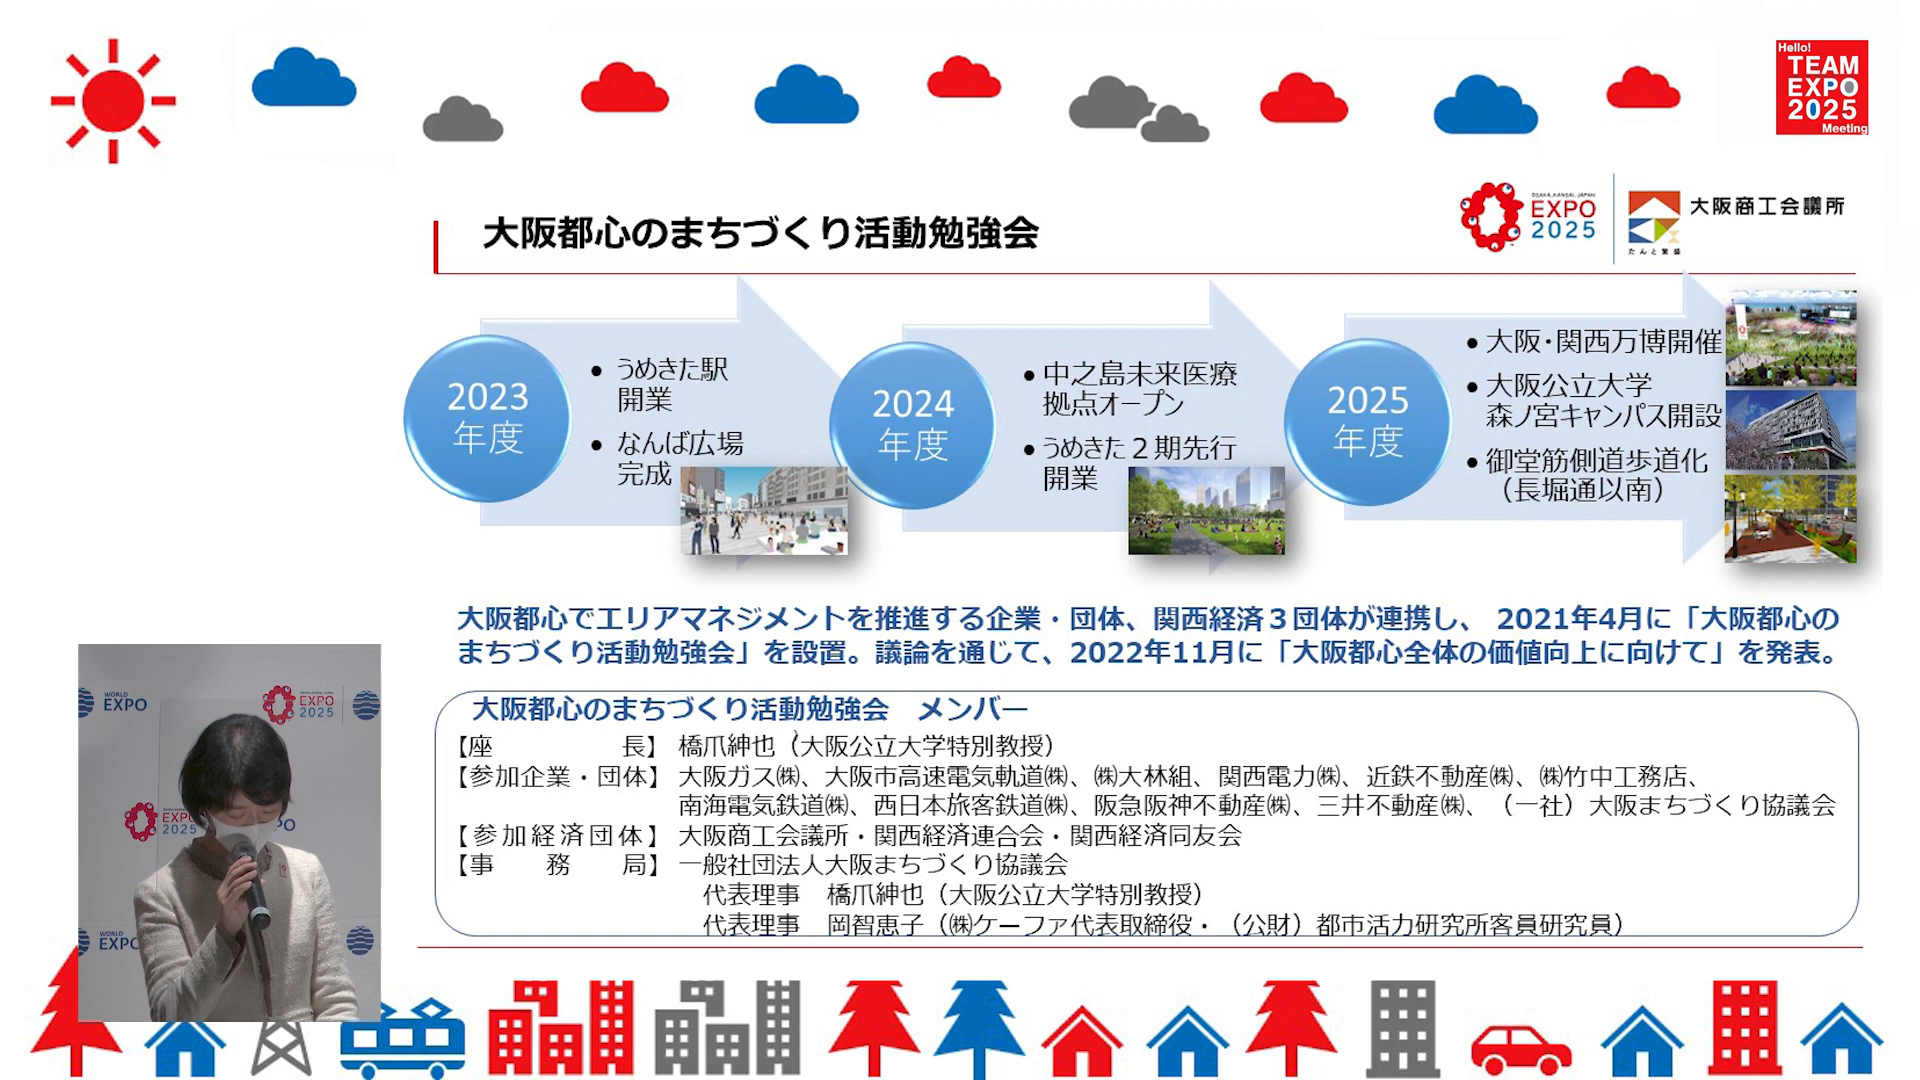 Hello!
TEAM
EXPO
2025
Meeting
大阪都心のまちづくり活動勉強会
OSAKA, KANSAI, JAPAN
EXPO
2025
大阪商工会議所
たんと繁盛
2023
年度
• うめきた駅
開業
• なんば広場
完成
2024
年度
• 中之島未来医療
拠点オープン
• うめきた２期先行
開業
2025
年度
• 大阪・関西万博開催
• 大阪公立大学
森ノ宮キャンパス開設
• 御堂筋側道歩道化
（長堀通以南）
大阪都心でエリアマネジメントを推進する企業・団体、関西経済３団体が連携し、 2021年4月に「大阪都心の
まちづくり活動勉強会」を設置。議論を通じて、2022年11月に「大阪都心全体の価値向上に向けて」を発表。
大阪都心のまちづくり活動勉強会　メンバー
【座　　　　　長】 橋爪紳也（大阪公立大学特別教授）
【参加企業・団体】 大阪ガス㈱、大阪市高速電気軌道㈱、㈱大林組、関西電力㈱、近鉄不動産㈱、㈱竹中工務店、
南海電気鉄道㈱、西日本旅客鉄道㈱、阪急阪神不動産㈱、三井不動産㈱、（一社）大阪まちづくり協議会
【参加経済団体】 大阪商工会議所・関西経済連合会・関西経済同友会
【事　　務　　局】 一般社団法人大阪まちづくり協議会
代表理事　橋爪紳也（大阪公立大学特別教授）
代表理事　岡智恵子（㈱ケーファ代表取締役・（公財）都市活力研究所客員研究員）
WORLD
EXPO
EXPO
2025
EXPO
2025
WORLD
EXPO